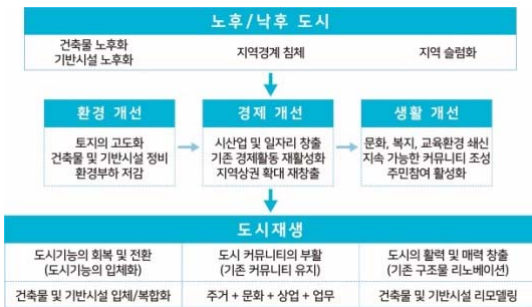 노후/낙후 도시
건축물 노후화
기반시설 노후화
지역경계 침체
지역 슬럼화
환경 개선
토지의 고도화
건축물 및 기반시설 정비
환경부하 저감
경제 개선
시산업 및 일자리 창출
기존 경제활동 재활성화
지역상권 확대 재창출
생활 개선
문화, 복지, 교육환경 쇄신
지속 가능한 커뮤니티 조성
주민참여 활성화
도시재생
도시기능의 회복 및 전환
(도시기능의 입체화)
도시 커뮤니티의 부활
(기존 커뮤니티 유지)
도시의 활력 및 매력 창출
(기존 구조물 리노베이션)
건축물 및 기반시설 입체/복합화
주거 + 문화 + 상업 + 업무
건축물 및 기반시설 리모델링